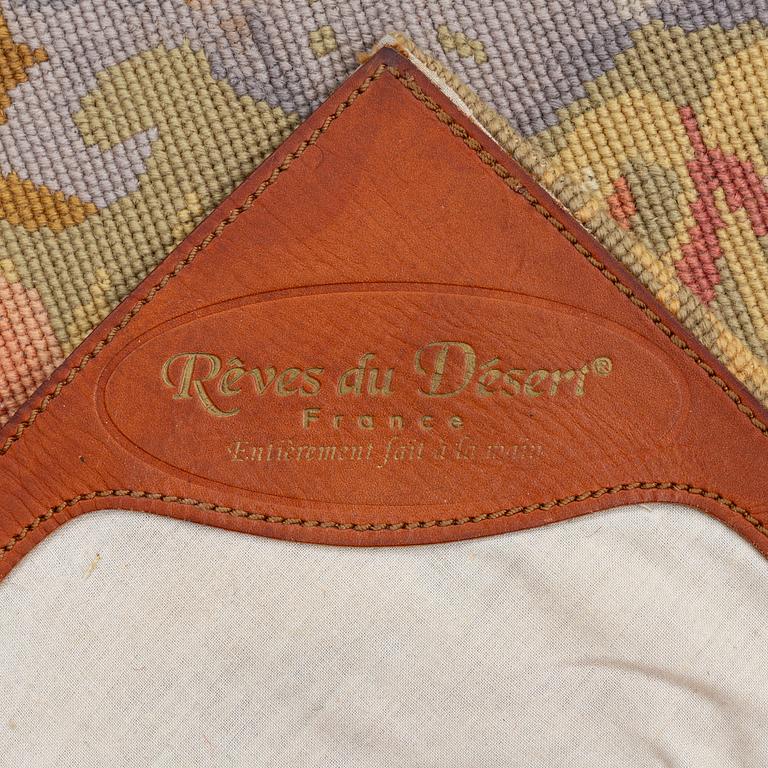 Rêves du Désert®
France
Entièrement fait à la main